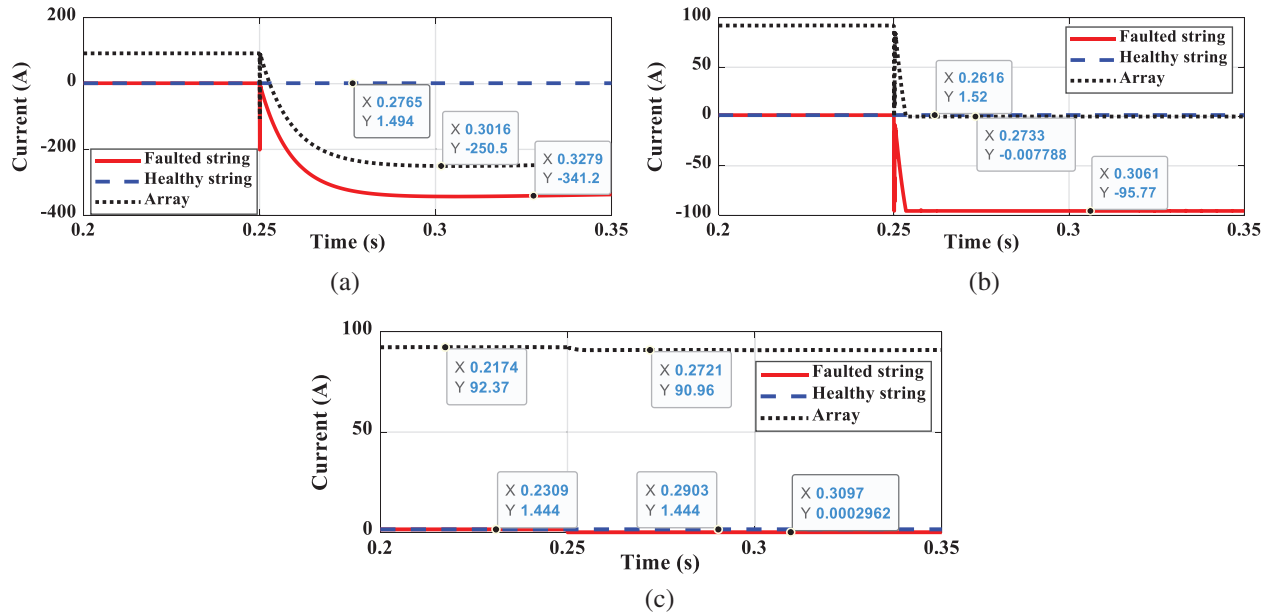 200
0
-200
-400
Current (A)
0.2
0.25
0.3
0.35
Time (s)
Faulted string
Healthy string
Array
X 0.2765
Y 1.494
X 0.3016
Y -250.5
X 0.3279
Y -341.2
(a)
100
50
0
-50
-100
Current (A)
0.2
0.25
0.3
0.35
Time (s)
Faulted string
Healthy string
Array
X 0.2616
Y 1.52
X 0.2733
Y -0.007788
X 0.3061
Y -95.77
(b)
100
50
0
Current (A)
0.2
0.25
0.3
0.35
Time (s)
Faulted string
Healthy string
Array
X 0.2174
Y 92.37
X 0.2721
Y 90.96
X 0.2309
Y 1.444
X 0.2903
Y 1.444
X 0.3097
Y 0.0002962
(c)